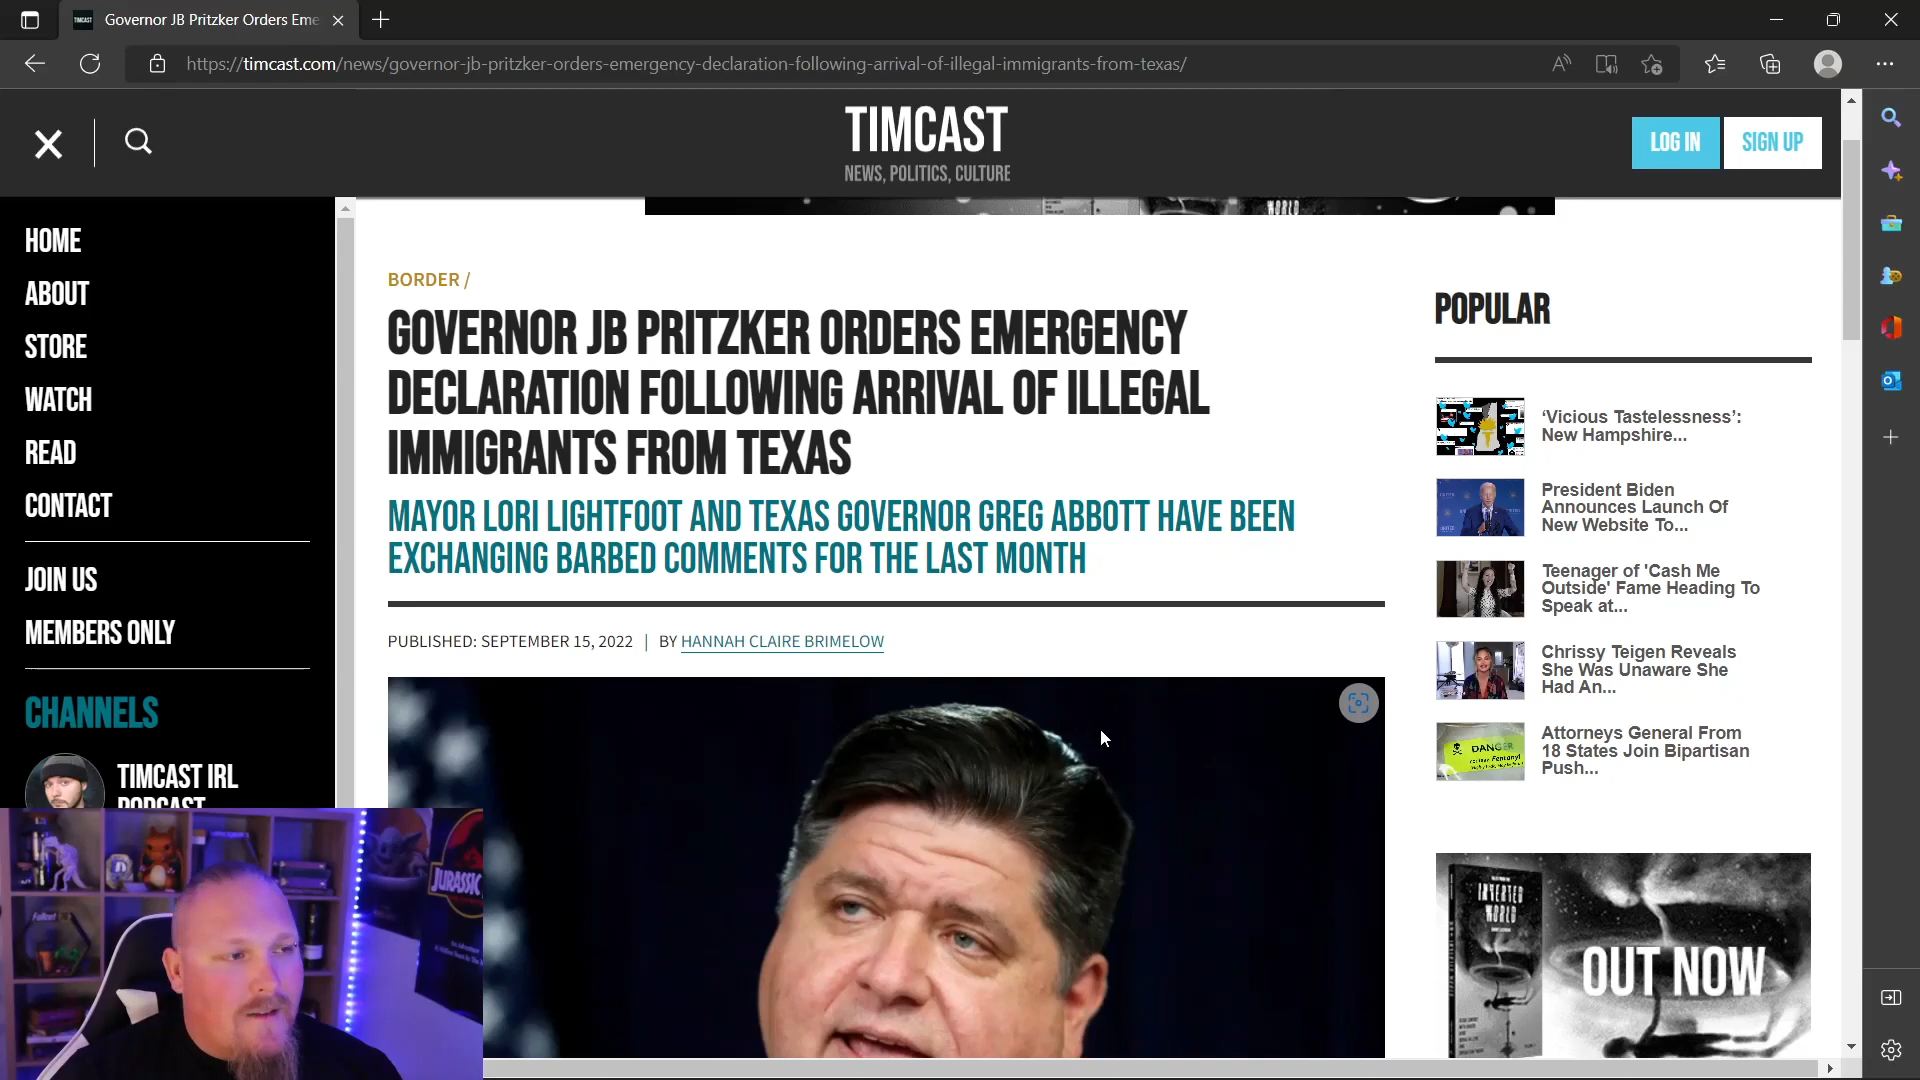 Governor JB Pritzker Orders Eme
https://timcast.com/news/governor-jb-pritzker-orders-emergency-declaration-following-arrival-of-illegal-immigrants-from-texas/
TIMCAST
NEWS, POLITICS, CULTURE
LOG IN
SIGN UP
HOME
ABOUT
STORE
WATCH
READ
CONTACT
JOIN US
MEMBERS ONLY
CHANNELS
TIMCAST IRL
PODCAST
WORLD
BORDER /
GOVERNOR JB PRITZKER ORDERS EMERGENCY
DECLARATION FOLLOWING ARRIVAL OF ILLEGAL
IMMIGRANTS FROM TEXAS
MAYOR LORI LIGHTFOOT AND TEXAS GOVERNOR GREG ABBOTT HAVE BEEN
EXCHANGING BARBED COMMENTS FOR THE LAST MONTH
PUBLISHED: SEPTEMBER 15, 2022 | BY HANNAH CLAIRE BRIMELOW
POPULAR
‘Vicious Tastelessness’:
New Hampshire...
President Biden
Announces Launch Of
New Website To...
Teenager of 'Cash Me
Outside' Fame Heading To
Speak at...
Chrissy Teigen Reveals
She Was Unaware She
Had An...
DANGER
Fentanyl
Attorneys General From
18 States Join Bipartisan
Push...
INVERTED
WORLD
OUT NOW
JURASSIC
Fallout